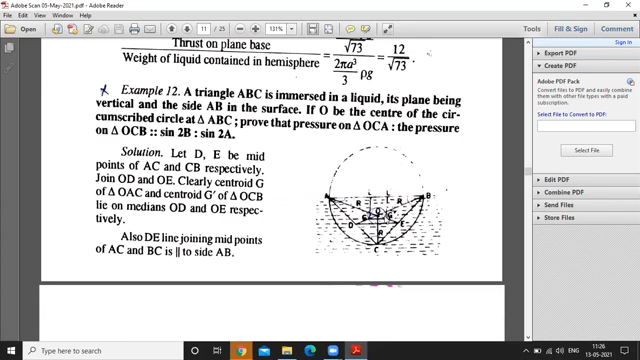 Adobe Scan 05-May-2021.pdf - Adobe Reader
Open
11
/ 25
131%
Tools
Fill & Sign
Comment
Sign In
Export PDF
Create PDF
Adobe PDF Pack
Convert files to PDF and easily combine
them with other file types with a paid
subscription.
Select File to Convert to PDF:
Select File
Edit PDF
Combine PDF
Send Files
Store Files
Thrust on plane base
Weight of liquid contained in hemisphere
=
√73
2πa³
3
ρg
=
12
√73
Example 12. A triangle ABC is immersed in a liquid, its plane being
vertical and the side AB in the surface. If O be the centre of the cir-
cumscribed circle at Δ ABC ; prove that pressure on Δ OCA : the pressure
on Δ OCB :: sin 2B : sin 2A.
Solution. Let D, E be mid
points of AC and CB respectively.
Join OD and OE. Clearly centroid G
of Δ OAC and centroid G′ of Δ OCB
lie on medians OD and OE respec-
tively.
Also DE line joining mid points
of AC and BC is || to side AB.
A
L
L
B
R
O
R
G
G′
D
E
R
C
Type here to search
ENG
11:26
13-05-2021